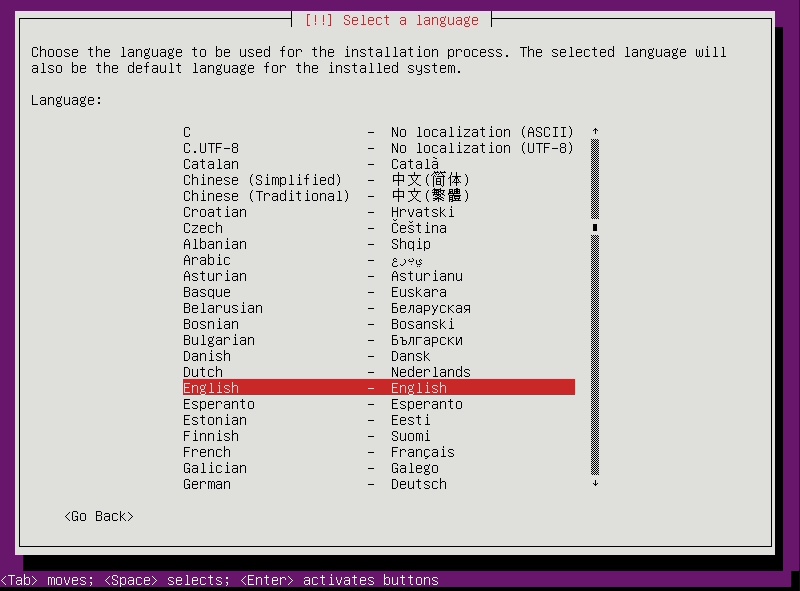 [!!] Select a language
Choose the language to be used for the installation process. The selected language will
also be the default language for the installed system.
Language:
C - No localization (ASCII) ↑
C.UTF-8 - No localization (UTF-8)
Catalan - Català
Chinese (Simplified) - 中文(简体)
Chinese (Traditional) - 中文(繁體)
Croatian - Hrvatski
Czech - Čeština
Albanian - Shqip
Arabic - عربي
Asturian - Asturianu
Basque - Euskara
Belarusian - Беларуская
Bosnian - Bosanski
Bulgarian - Български
Danish - Dansk
Dutch - Nederlands
English - English
Esperanto - Esperanto
Estonian - Eesti
Finnish - Suomi
French - Français
Galician - Galego
German - Deutsch ↓
<Go Back>
<Tab> moves; <Space> selects; <Enter> activates buttons